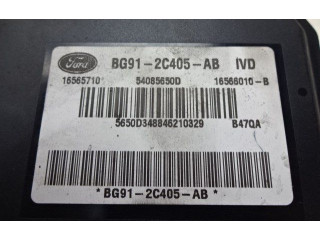 Ford BG91-2C405-AB IVD
16565710 54085650D 16566010-B
5650D348846210329 B47QA
*BG91-2C405-AB*